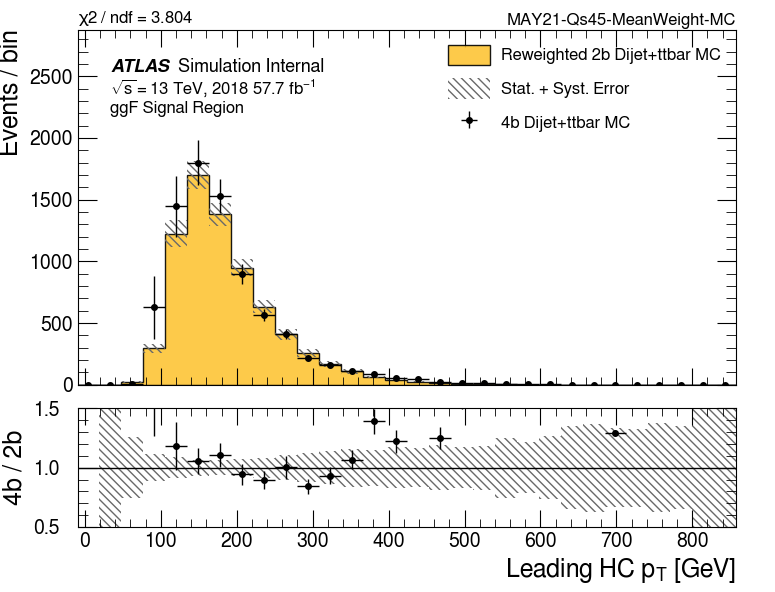 χ2 / ndf = 3.804
MAY21-Qs45-MeanWeight-MC
Events / bin
ATLAS Simulation Internal
√s = 13 TeV, 2018 57.7 fb⁻¹
ggF Signal Region
Reweighted 2b Dijet+ttbar MC
Stat. + Syst. Error
4b Dijet+ttbar MC
2500
2000
1500
1000
500
0
4b / 2b
1.5
1.0
0.5
0 100 200 300 400 500 600 700 800
Leading HC pT [GeV]